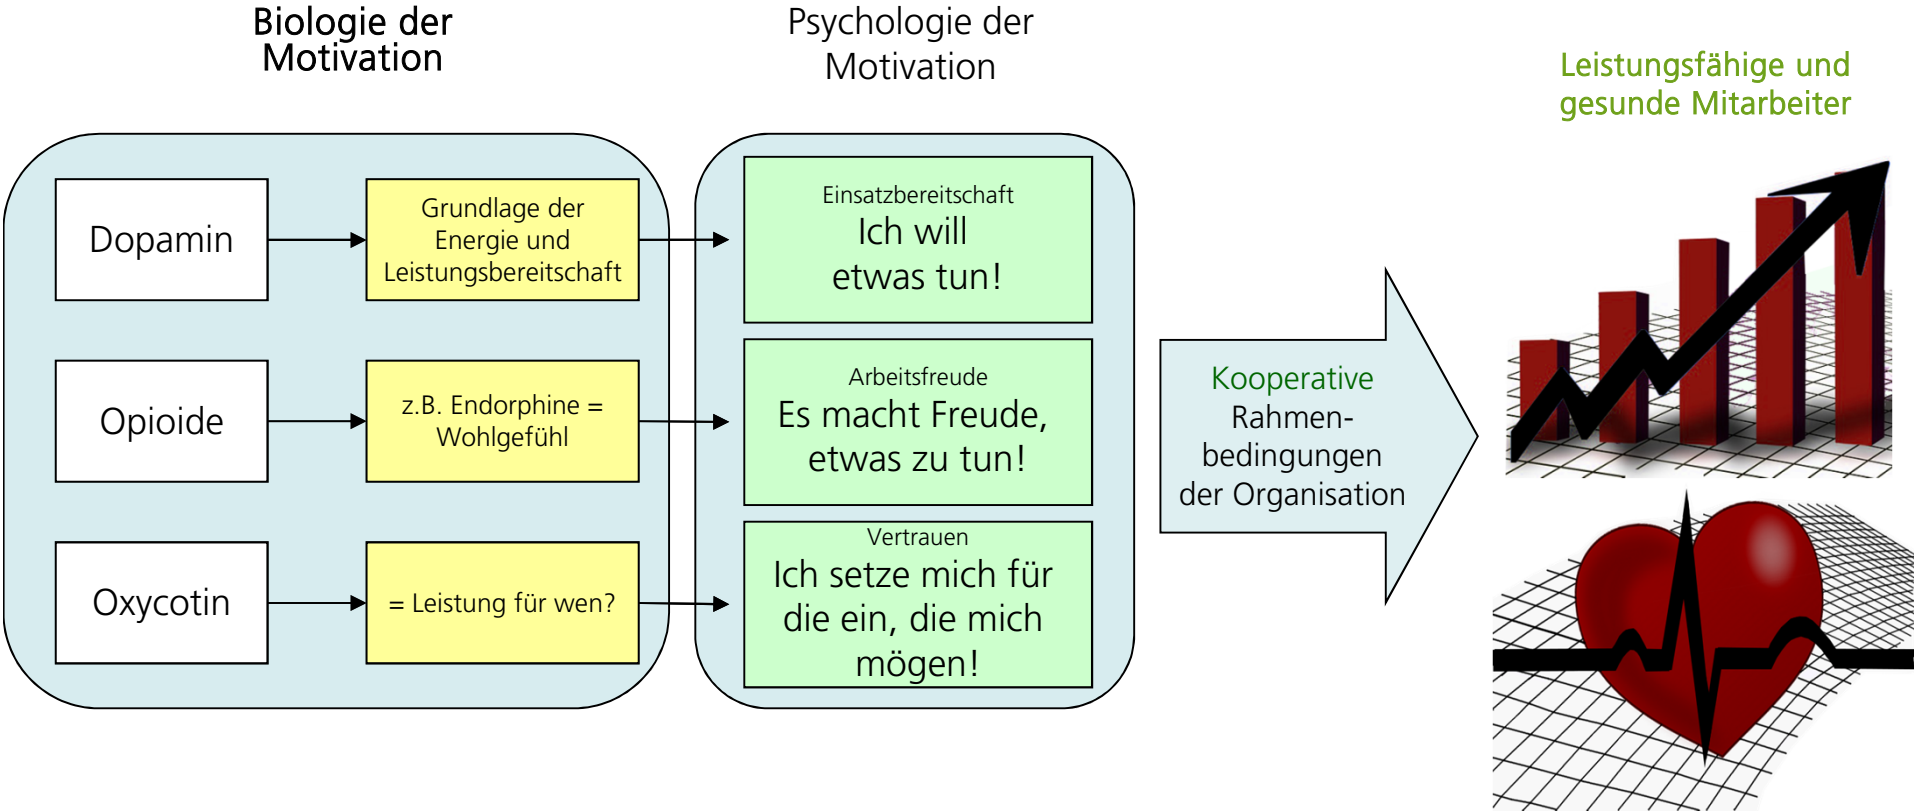 Biologie der
Motivation
Psychologie der
Motivation
Leistungsfähige und
gesunde Mitarbeiter
Dopamin
Grundlage der
Energie und
Leistungsbereitschaft
Einsatzbereitschaft
Ich will
etwas tun!
Opioide
z.B. Endorphine =
Wohlgefühl
Arbeitsfreude
Es macht Freude,
etwas zu tun!
Oxycotin
= Leistung für wen?
Vertrauen
Ich setze mich für
die ein, die mich
mögen!
Kooperative
Rahmen-
bedingungen
der Organisation